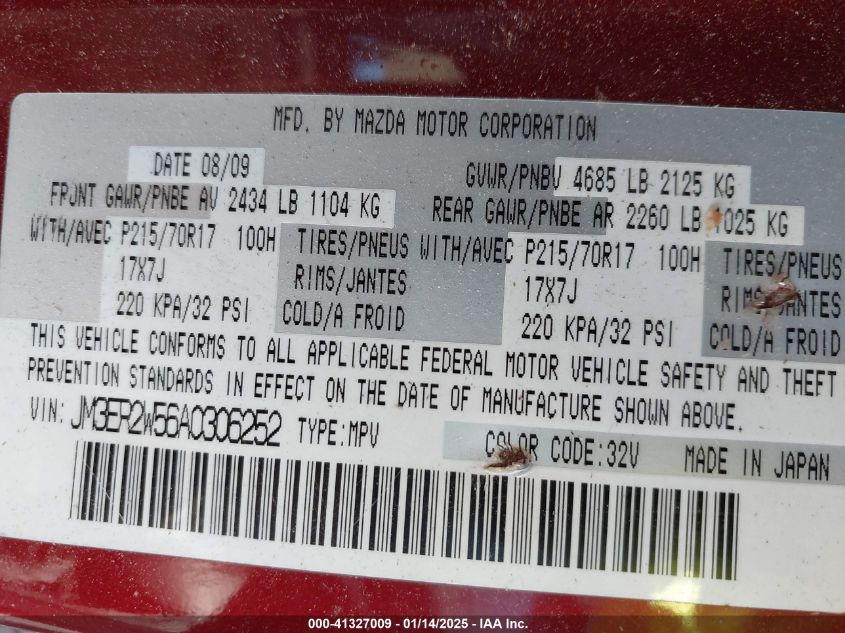 MFD. BY MAZDA MOTOR CORPORATION
DATE 08/09 GVWR/PNBV 4685 LB 2125 KG
FRONT GAWR/PNBE AV 2434 LB 1104 KG REAR GAWR/PNBE AR 2260 LB 1025 KG
WITH/AVEC P215/70R17 100H TIRES/PNEUS WITH/AVEC P215/70R17 100H TIRES/PNEUS
17X7J RIMS/JANTES 17X7J RIMS/JANTES
220 KPA/32 PSI COLD/A FROID 220 KPA/32 PSI COLD/A FROID
THIS VEHICLE CONFORMS TO ALL APPLICABLE FEDERAL MOTOR VEHICLE SAFETY AND THEFT
PREVENTION STANDARDS IN EFFECT ON THE DATE OF MANUFACTURE SHOWN ABOVE.
VIN: JM3ER2W56A0306252 TYPE:MPV COLOR CODE:32V MADE IN JAPAN
000-41327009 — 01/14/2025 — IAA Inc.